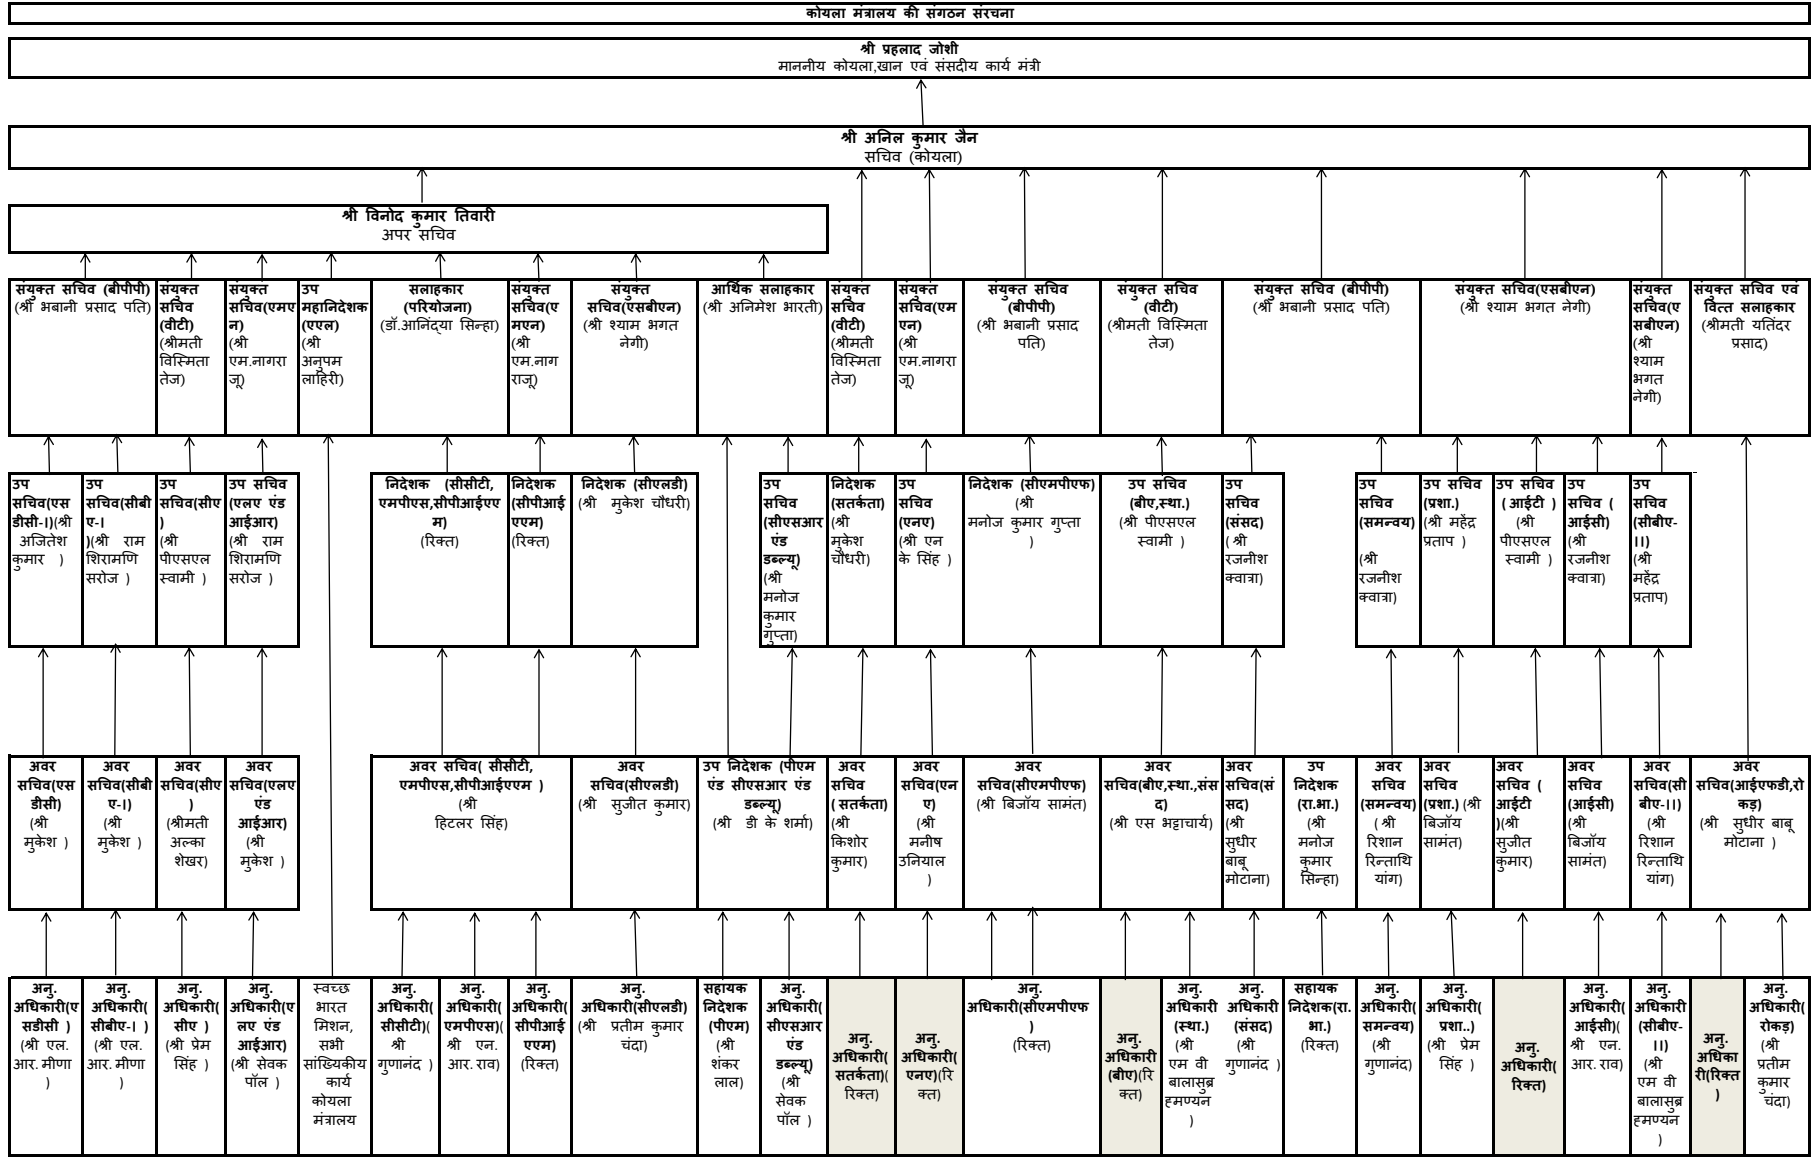 कोयला मंत्रालय की संगठन संरचना
श्री प्रहलाद जोशी
माननीय कोयला,खान एवं संसदीय कार्य मंत्री
श्री अनिल कुमार जैन
सचिव (कोयला)
श्री विनोद कुमार तिवारी
अपर सचिव
संयुक्त सचिव (बीपीपी)
(श्री भबानी प्रसाद पति)
संयुक्त
सचिव
(वीटी)
(श्रीमती
विस्मिता
तेज)
संयुक्त
सचिव(एमए
न)
(श्री
एम.नागरा
जू)
उप
महानिदेशक
(एएल)
(श्री
अनुपम
लाहिरी)
सलाहकार
(परियोजना)
(डॉ.आनिंद्या सिन्हा)
संयुक्त
सचिव(ए
मएन)
(श्री
एम.नाग
राजू)
संयुक्त
सचिव(एसबीएन)
(श्री श्याम भगत
नेगी)
आर्थिक सलाहकार
(श्री अनिमेश भारती)
संयुक्त
सचिव
(वीटी)
(श्रीमती
विस्मिता
तेज)
संयुक्त
सचिव(एम
एन)
(श्री
एम.नागरा
जू)
संयुक्त सचिव
(बीपीपी)
(श्री भबानी प्रसाद
पति)
संयुक्त सचिव
(वीटी)
(श्रीमती विस्मिता
तेज)
संयुक्त सचिव (बीपीपी)
(श्री भबानी प्रसाद पति)
संयुक्त सचिव(एसबीएन)
(श्री श्याम भगत नेगी)
संयुक्त
सचिव(ए
सबीएन)
(श्री
श्याम
भगत
नेगी)
संयुक्त सचिव एवं
वित्त सलाहकार
(श्रीमती यतिंदर
प्रसाद)
उप
सचिव(एस
डीसी-।)(श्री
अजितेश
कुमार )
उप
सचिव(सीबी
ए-।
)(श्री राम
शिरामणि
सरोज )
उप
सचिव(सीए
)
(श्री
पीएसएल
स्वामी )
उप सचिव
(एलए एंड
आईआर)
(श्री राम
शिरामणि
सरोज )
निदेशक (सीसीटी,
एमपीएस,सीपीआईएए
म)
(रिक्त)
निदेशक
(सीपीआई
एएम)
(रिक्त)
निदेशक (सीएलडी)
(श्री मुकेश चौधरी)
उप
सचिव
(सीएसआर
एंड
डब्ल्यू)
(श्री
मनोज
कुमार
गुप्ता)
निदेशक
(सतर्कता)
(श्री
मुकेश
चौधरी)
उप
सचिव
(एनए)
(श्री एन
के सिंह )
निदेशक (सीएमपीएफ)
(श्री
मनोज कुमार गुप्ता
)
उप सचिव
(बीए,स्था.)
(श्री पीएसएल
स्वामी )
उप
सचिव
(संसद)
( श्री
रजनीश
क्वात्रा)
उप
सचिव
(समन्वय)
(श्री
रजनीश
क्वात्रा)
उप सचिव
(प्रशा.)
(श्री महेंद्र
प्रताप )
उप सचिव
( आईटी )
(श्री
पीएसएल
स्वामी )
उप
सचिव (
आईसी)
(श्री
रजनीश
क्वात्रा)
उप
सचिव
(सीबीए-
।।)
(श्री
महेंद्र
प्रताप)
अवर
सचिव(एस
डीसी)
(श्री
मुकेश )
अवर
सचिव(सीबी
ए-।)
(श्री
मुकेश )
अवर
सचिव(सीए
)
(श्रीमती
अल्का
शेखर)
अवर
सचिव(एलए
एंड
आईआर)
(श्री
मुकेश )
अवर सचिव( सीसीटी,
एमपीएस,सीपीआईएएम )
(श्री
हिटलर सिंह)
अवर
सचिव(सीएलडी)
(श्री सुजीत कुमार)
उप निदेशक (पीएम
एंड सीएसआर एंड
डब्ल्यू)
(श्री डी के शर्मा)
अवर
सचिव
( सतर्कता)
(श्री
किशोर
कुमार)
अवर
सचिव(एन
ए)
(श्री
मनीष
उनियाल
)
अवर
सचिव(सीएमपीएफ)
(श्री बिजॉय सामंत)
अवर
सचिव(बीए,स्था.,संस
द)
(श्री एस भट्टाचार्य)
अवर
सचिव(सं
सद)
(श्री
सुधीर
बाबू
मोटाना)
उप
निदेशक
(रा.भा.)
(श्री
मनोज
कुमार
सिन्हा)
अवर
सचिव
(समन्वय)
( श्री
रिशान
रिन्ताथि
यांग)
अवर
सचिव
(प्रशा.) (श्री
बिजॉय
सामंत)
अवर
सचिव (
आईटी
)(श्री
सुजीत
कुमार)
अवर
सचिव
(आईसी)
(श्री
बिजॉय
सामंत)
अवर
सचिव(सी
बीए-।।)
(श्री
रिशान
रिन्ताथि
यांग)
अवर
सचिव(आईएफडी,रो
कड़)
(श्री सुधीर बाबू
मोटाना )
अनु.
अधिकारी(ए
सडीसी )
(श्री एल.
आर. मीणा
)
अनु.
अधिकारी(
सीबीए-। )
(श्री एल.
आर. मीणा
)
अनु.
अधिकारी(
सीए )
(श्री प्रेम
सिंह )
अनु.
अधिकारी(ए
लए एंड
आईआर)
(श्री सेवक
पॉल )
स्वच्छ
भारत
मिशन,
सभी
सांख्यिकीय
कार्य
कोयला
मंत्रालय
अनु.
अधिकारी(
सीसीटी)(
श्री
गुणानंद )
अनु.
अधिकारी(
एमपीएस)(
श्री एन.
आर. राव)
अनु.
अधिकारी(
सीपीआई
एएम)
(रिक्त)
अनु.
अधिकारी(सीएलडी)
(श्री प्रतीम कुमार
चंदा)
सहायक
निदेशक
(पीएम)
(श्री
शंकर
लाल)
अनु.
अधिकारी(
सीएसआर
एंड
डब्ल्यू)
(श्री
सेवक
पॉल )
अनु.
अधिकारी(
सतर्कता)(
रिक्त)
अनु.
अधिकारी(
एनए)(रि
क्त)
अनु.
अधिकारी(सीएमपीएफ
)
(रिक्त)
अनु.
अधिकारी
(बीए)(रि
क्त)
अनु.
अधिकारी
(स्था.)
(श्री
एम वी
बालासुब्र
ह्मण्यन
)
अनु.
अधिकारी
(संसद)
(श्री
गुणानंद )
सहायक
निदेशक(रा.
भा.)
(रिक्त)
अनु.
अधिकारी(
समन्वय)
(श्री
गुणानंद)
अनु.
अधिकारी(
प्रशा..)
(श्री प्रेम
सिंह )
अनु.
अधिकारी(
रिक्त)
अनु.
अधिकारी(
आईसी)(
श्री एन.
आर. राव)
अनु.
अधिकारी
(सीबीए-
।।)
(श्री
एम वी
बालासुब्र
ह्मण्यन
)
अनु.
अधिका
री(रिक्त
)
अनु.
अधिकारी(
रोकड़)
(श्री
प्रतीम
कुमार
चंदा)